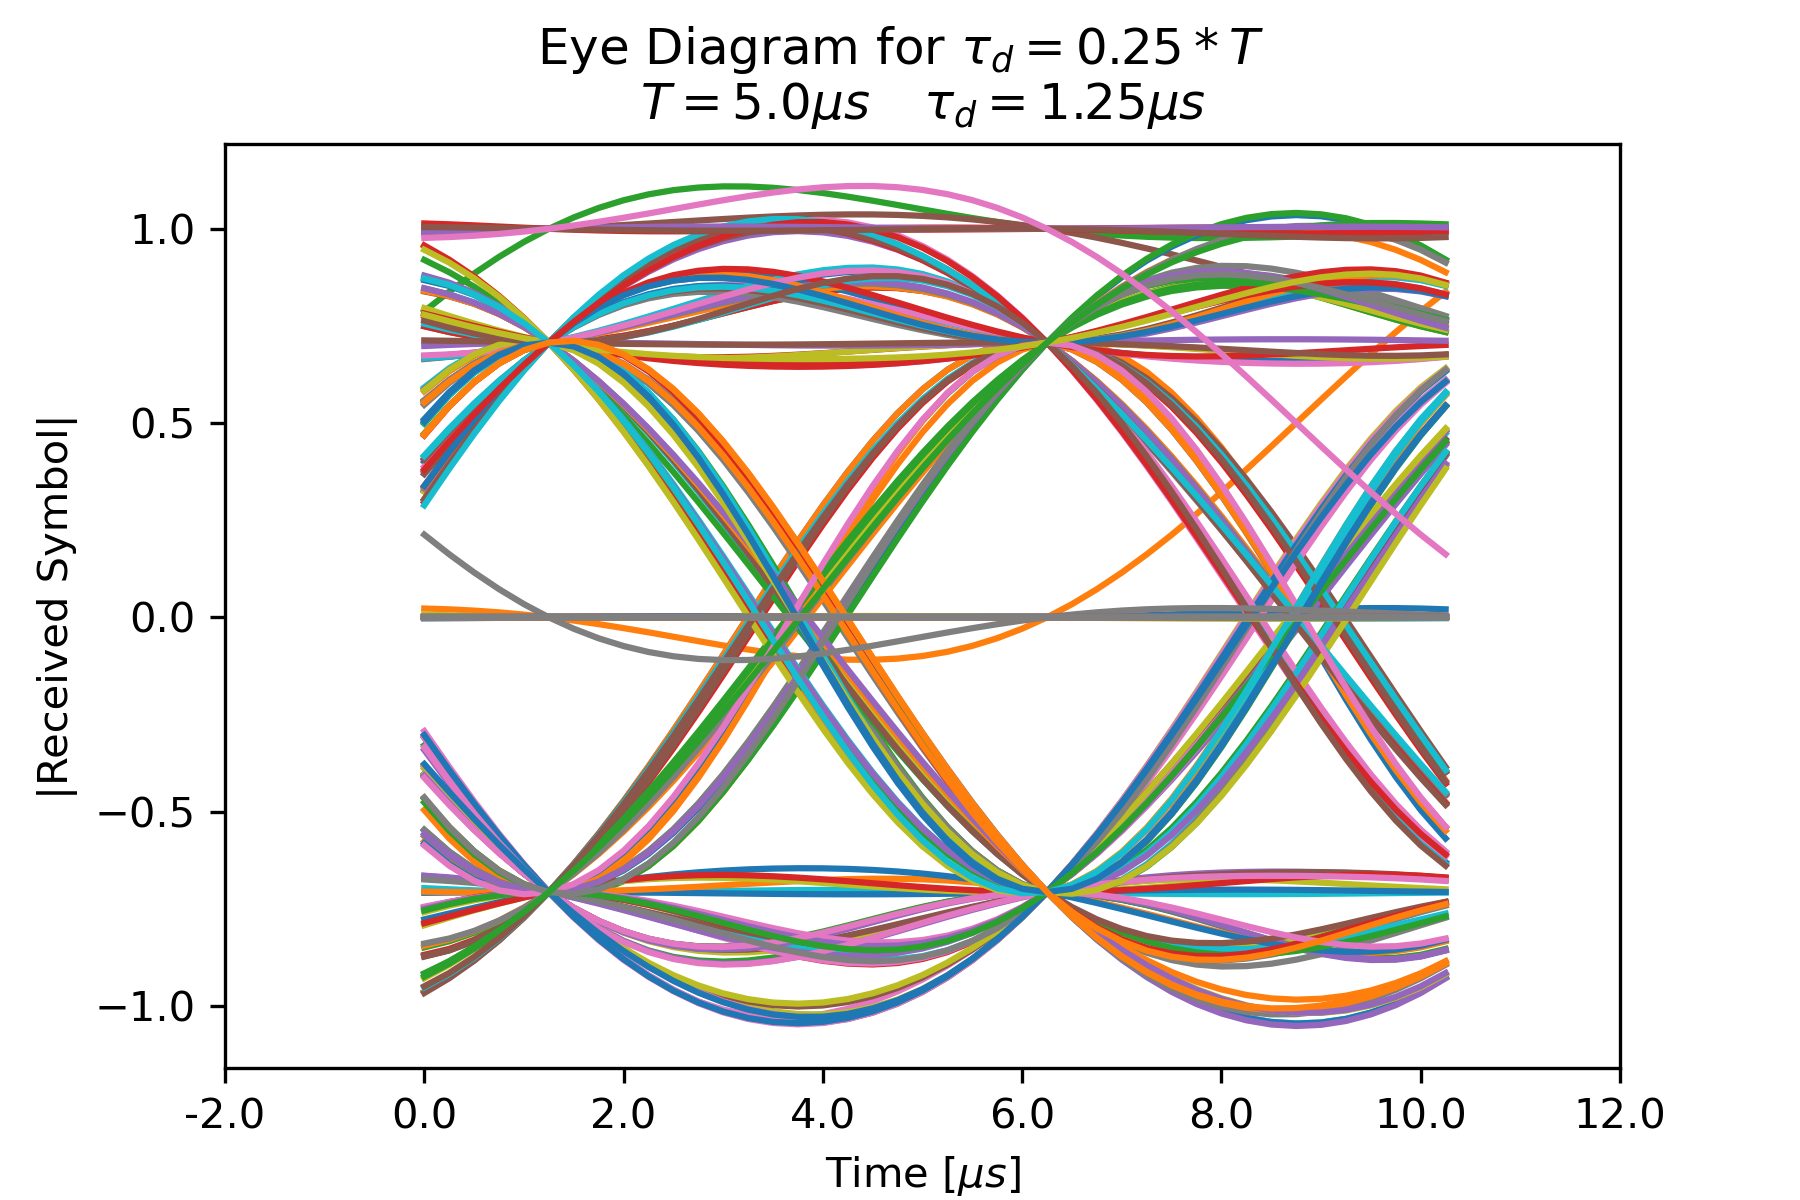 Eye Diagram for τd = 0.25 * T
T = 5.0μs τd = 1.25μs
|Received Symbol|
1.0
0.5
0.0
−0.5
−1.0
-2.0 0.0 2.0 4.0 6.0 8.0 10.0 12.0
Time [μs]